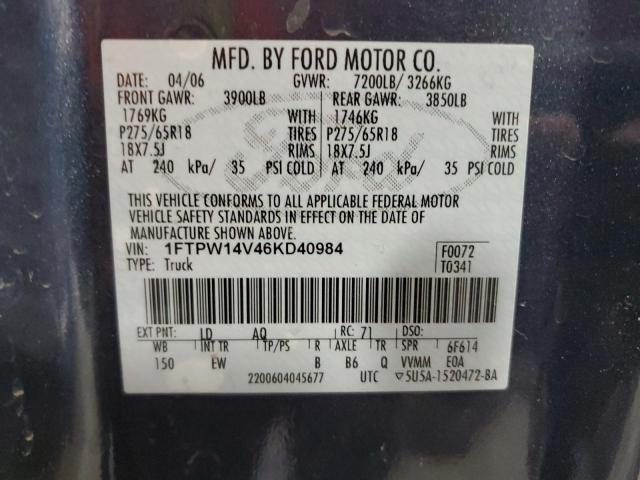 MFD. BY FORD MOTOR CO.
DATE: 04/06 GVWR: 7200LB/ 3266KG
FRONT GAWR: 3900LB REAR GAWR: 3850LB
1769KG WITH 1746KG WITH
P275/65R18 TIRES P275/65R18 TIRES
18X7.5J RIMS 18X7.5J RIMS
AT 240 kPa/ 35 PSI COLD AT 240 kPa/ 35 PSI COLD
Ford
THIS VEHICLE CONFORMS TO ALL APPLICABLE FEDERAL MOTOR
VEHICLE SAFETY STANDARDS IN EFFECT ON THE DATE OF
MANUFACTURE SHOWN ABOVE.
VIN: 1FTPW14V46KD40984 F0072
TYPE: Truck T0341
EXT PNT: LD AQ RC: 71 DSO:
WB INT TR TP/PS R AXLE TR SPR 6F614
150 EW B B6 Q VVMM E0A
2200604045677 UTC ▽5U5A-1520472-BA